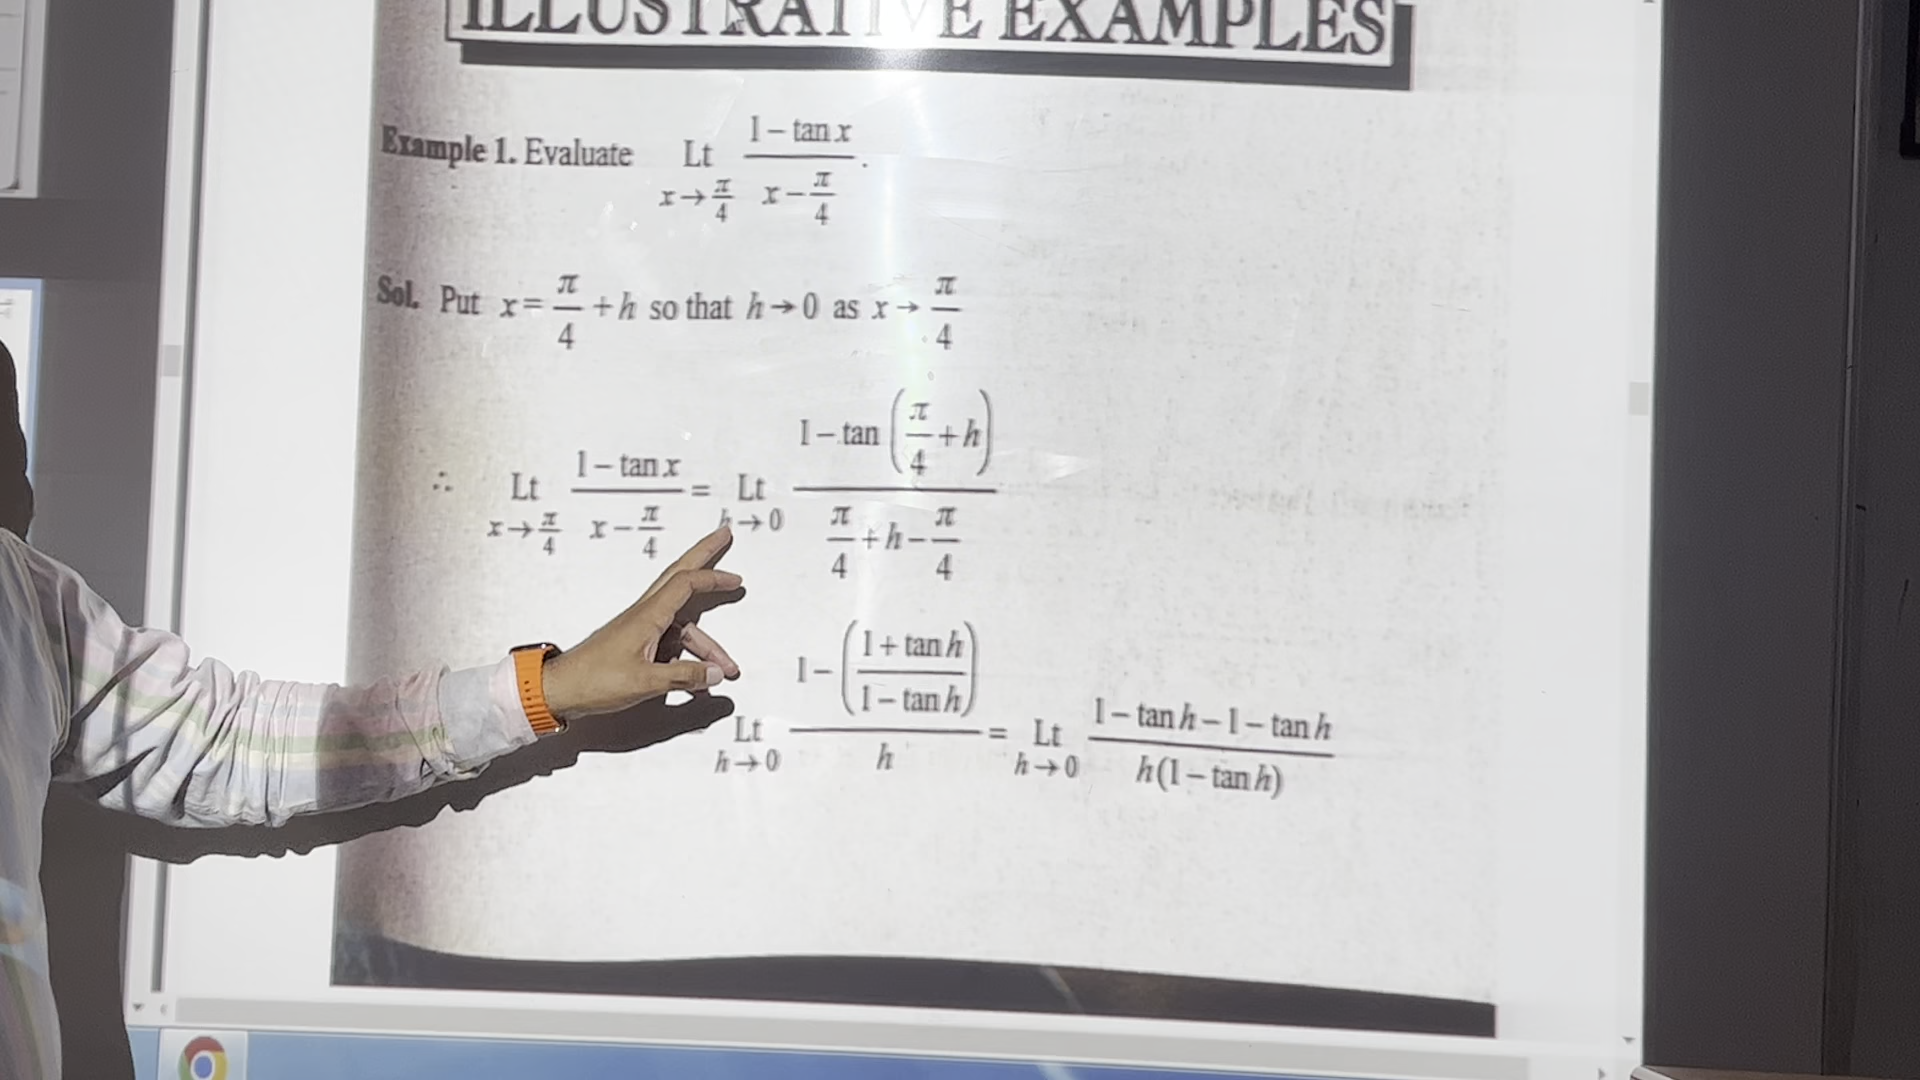 ILLUSTRATIVE EXAMPLES
Example 1. Evaluate Lt x→π/4 (1 – tan x)/(x – π/4).
Sol. Put x = π/4 + h so that h → 0 as x → π/4
∴ Lt x→π/4 (1 – tan x)/(x – π/4) = Lt h→0 (1 – tan (π/4 + h))/(π/4 + h – π/4)
Lt h→0 (1 – ((1 + tan h)/(1 – tan h)))/h = Lt h→0 (1 – tan h – 1 – tan h)/(h(1 – tan h))